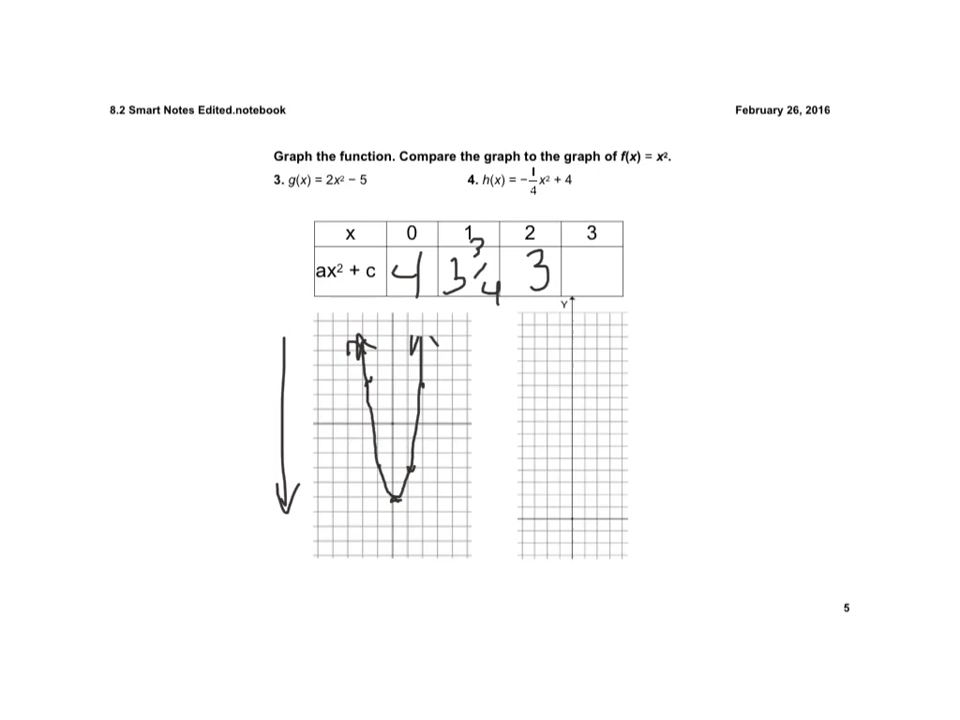 8.2 Smart Notes Edited.notebook February 26, 2016
Graph the function. Compare the graph to the graph of f(x) = x².
3. g(x) = 2x² − 5 4. h(x) = −1/4x² + 4
x 0 1 2 3
ax² + c 4 3 3/4 3
Y
5